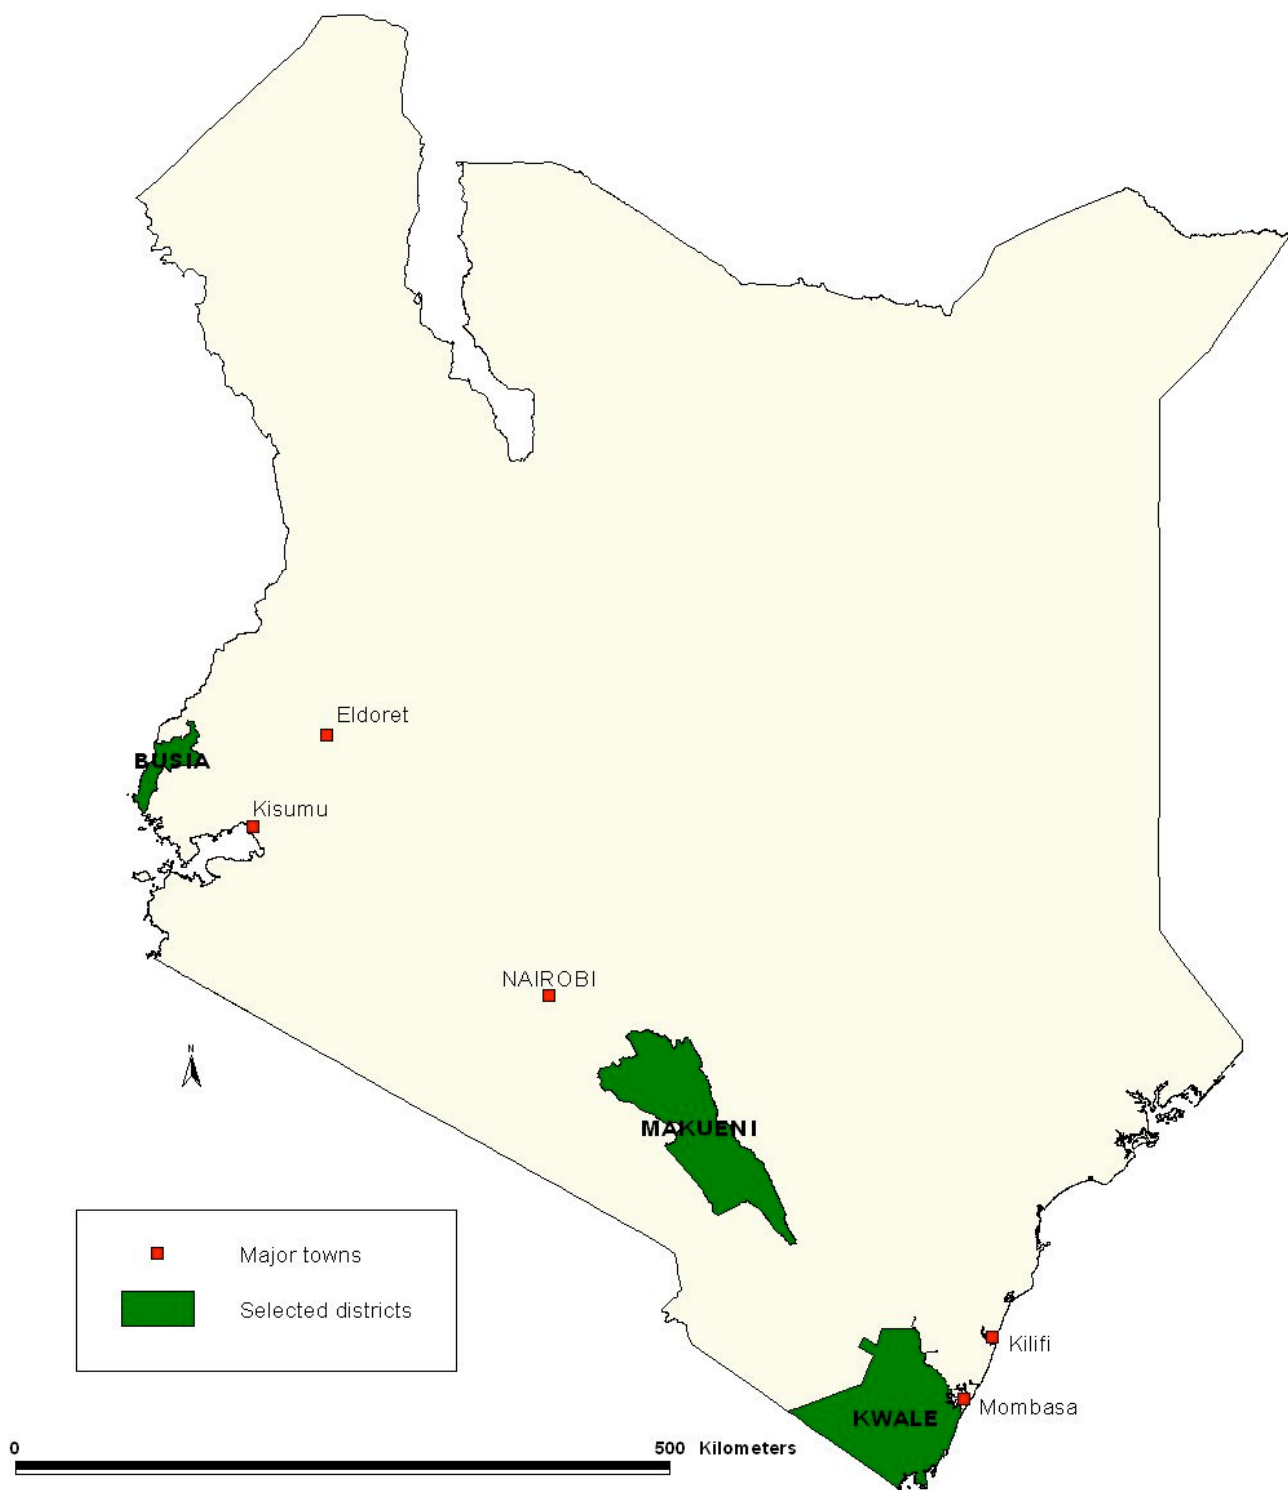 Eldoret
BUSIA
Kisumu
NAIROBI
N
MAKUENI
Major towns
Selected districts
Kilifi
Mombasa
KWALE
0 500 Kilometers